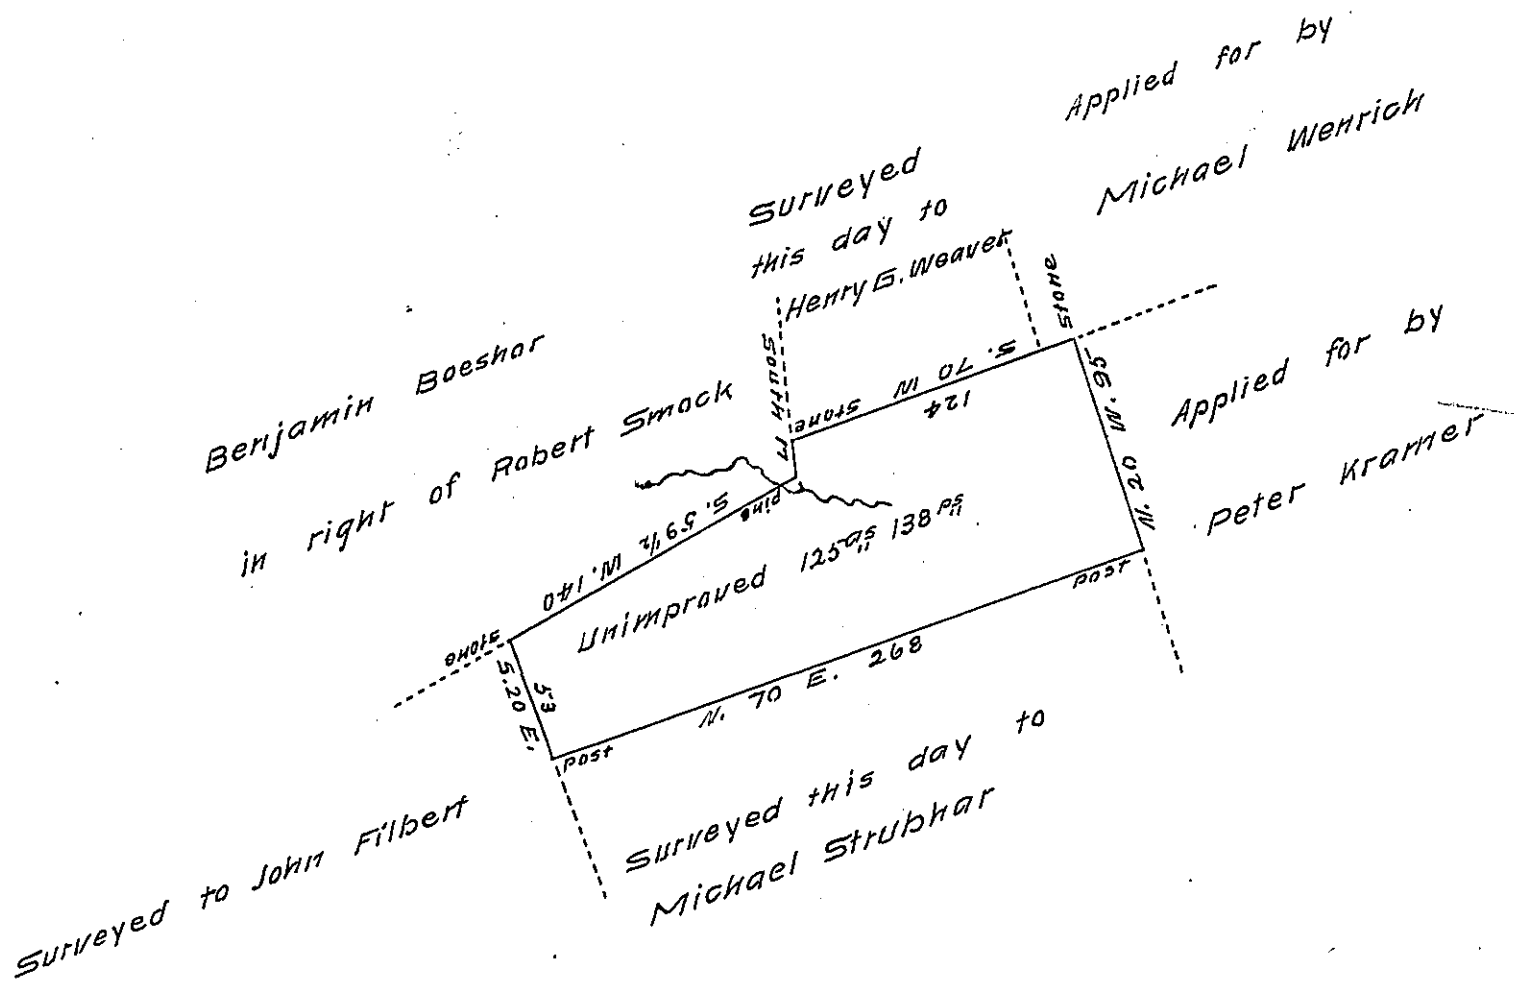 Applied for by
Michael Wenrich
Surveyed
this day to
Henry G. Weaver
Benjamin Boeshor
in right of Robert Smock
South 17
stone
S. 70 W
124
stone
N. 20 W. 95
Applied for by
Peter Kramer
pine
S. 59½ W. 140
stone
Unimproved 125 as 138 ps
S. 20 E.
53
post
N. 70 E. 268
post
Surveyed this day to
Michael Strubhar
Surveyed to John Filbert